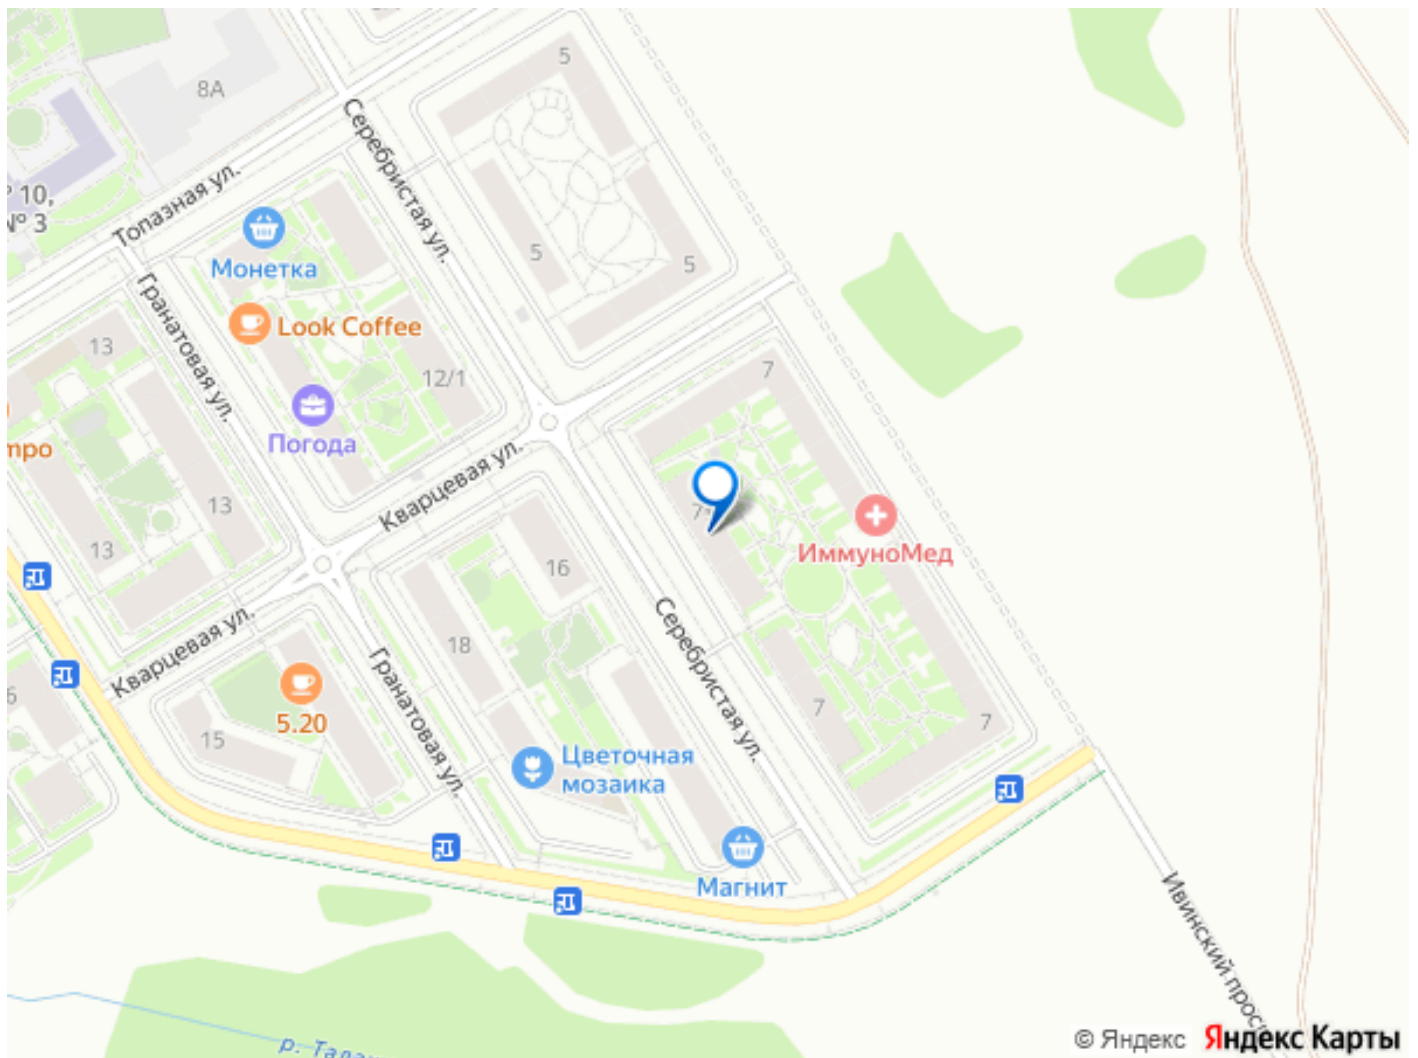 5
8А
Серебристая ул.
Топазная ул.
10,
№ 3
Монетка
5
5
Гранатовая ул.
Look Coffee
13
12/1
7
Погода
Кварцевая ул.
13
7
ИммуноМед
13
16
Кварцевая ул.
18
Серебристая ул.
Гранатовая ул.
5.20
15
7
7
Цветочная
мозаика
Магнит
Ивинский
© Яндекс Яндекс Карты